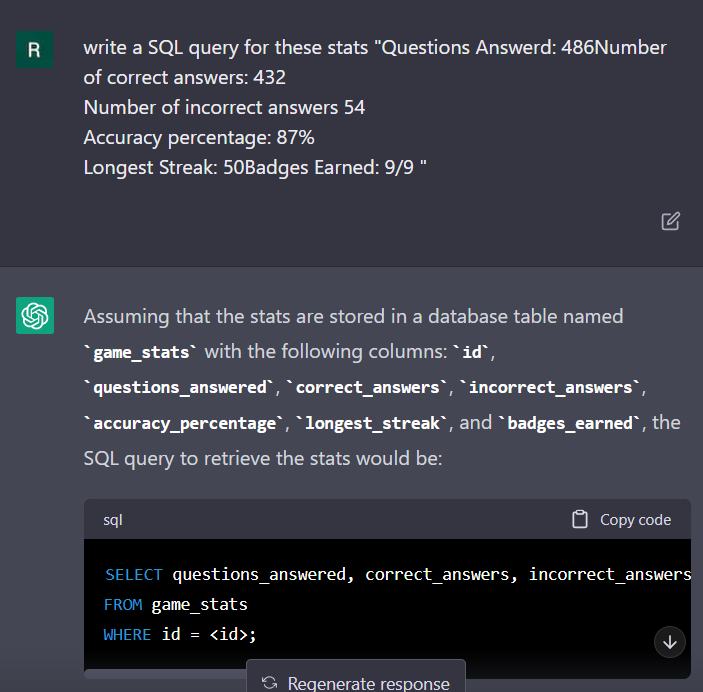 R
write a SQL query for these stats "Questions Answerd: 486Number
of correct answers: 432
Number of incorrect answers 54
Accuracy percentage: 87%
Longest Streak: 50Badges Earned: 9/9 "
Assuming that the stats are stored in a database table named
`game_stats` with the following columns: `id`,
`questions_answered`, `correct_answers`, `incorrect_answers`,
`accuracy_percentage`, `longest_streak`, and `badges_earned`, the
SQL query to retrieve the stats would be:
sql
Copy code
SELECT questions_answered, correct_answers, incorrect_answers
FROM game_stats
WHERE id = <id>;
Regenerate response